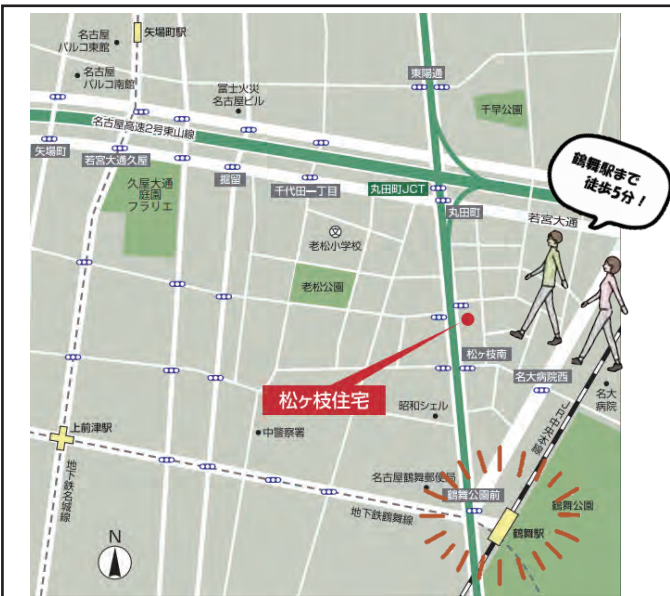 名古屋
パルコ東館
矢場町駅
名古屋
パルコ南館
富士火災
名古屋ビル
東陽通
千早公園
名古屋高速2号東山線
矢場町
若宮大通久屋
堀留
千代田一丁目
丸田町JCT
丸田町
若宮大通
鶴舞駅まで
徒歩5分！
久屋大通
庭園
フラリエ
文
老松小学校
老松公園
松ヶ枝南
名大病院西
名大
病院
松ヶ枝住宅
昭和シェル
JR中央本線
上前津駅
中警察署
地下鉄名城線
名古屋鶴舞郵便局
鶴舞公園前
鶴舞公園
地下鉄鶴舞線
鶴舞駅
N